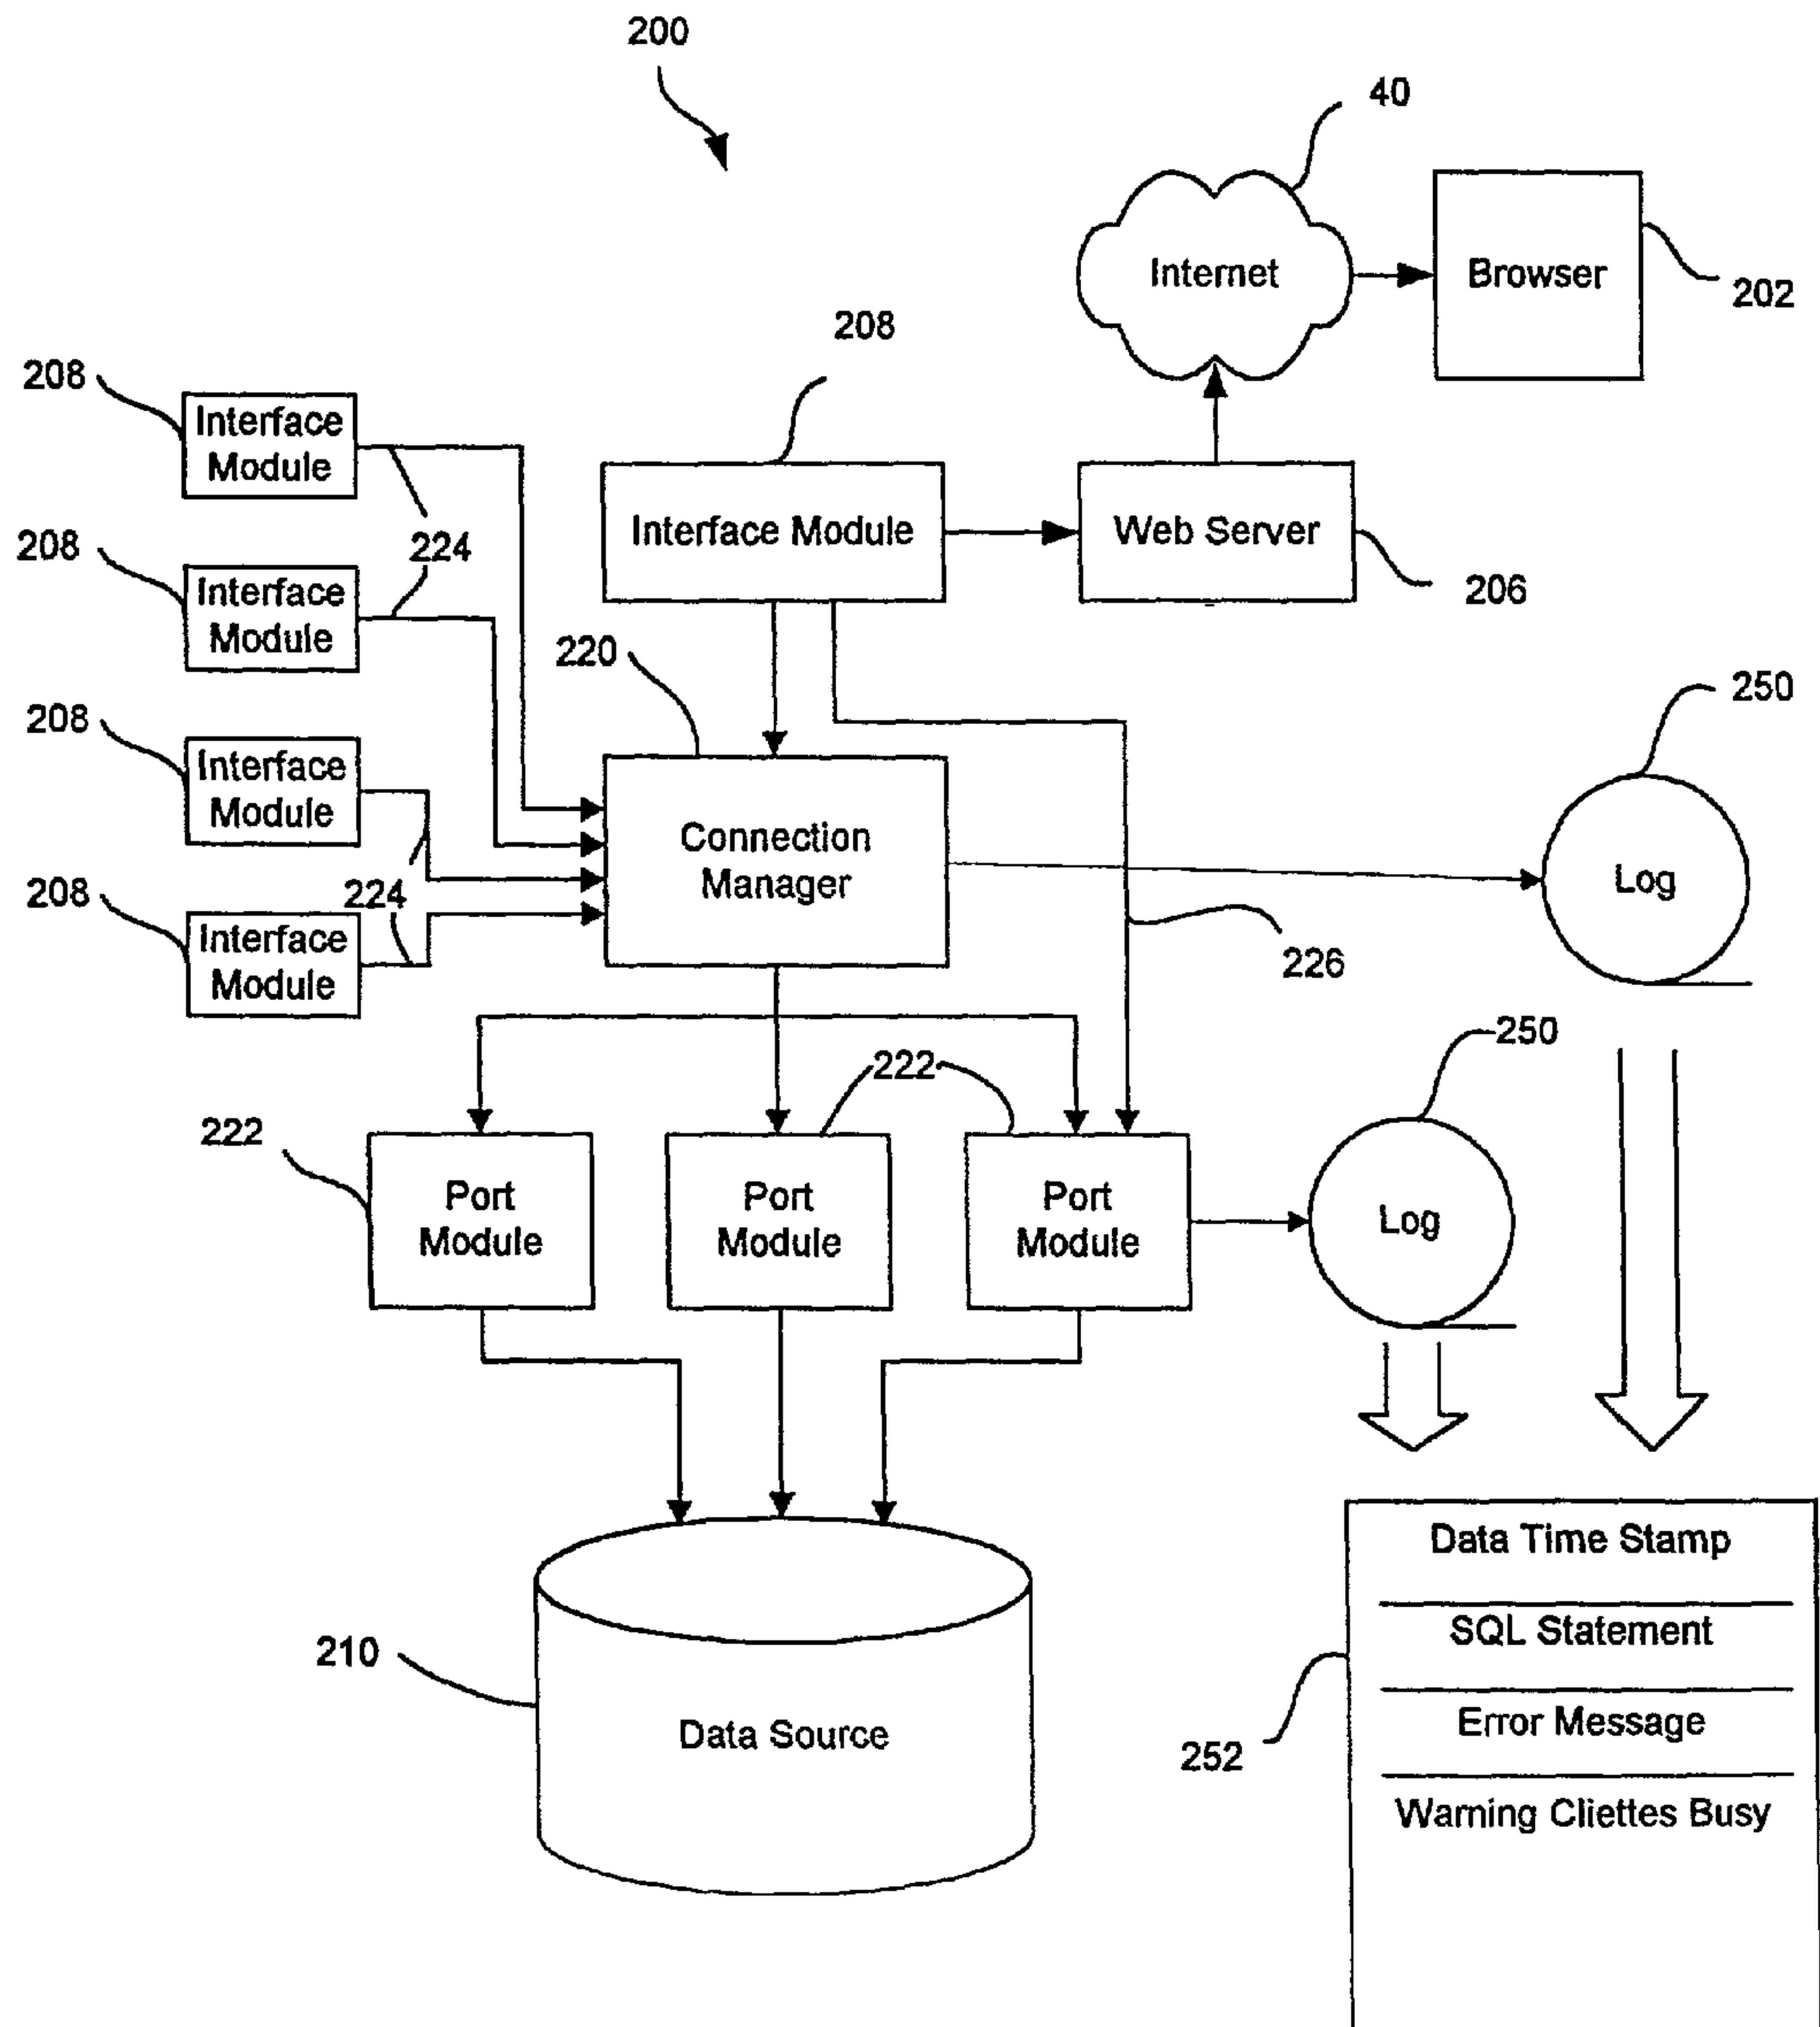 200
40
Internet
Browser
202
208
208
Interface
Module
224
Interface Module
Web Server
206
208
Interface
Module
220
250
208
Interface
Module
Connection
Manager
Log
208
224
Interface
Module
226
250
222
222
Port
Module
Port
Module
Port
Module
Log
210
Data Source
252
Data Time Stamp
SQL Statement
Error Message
Warning Cliettes Busy